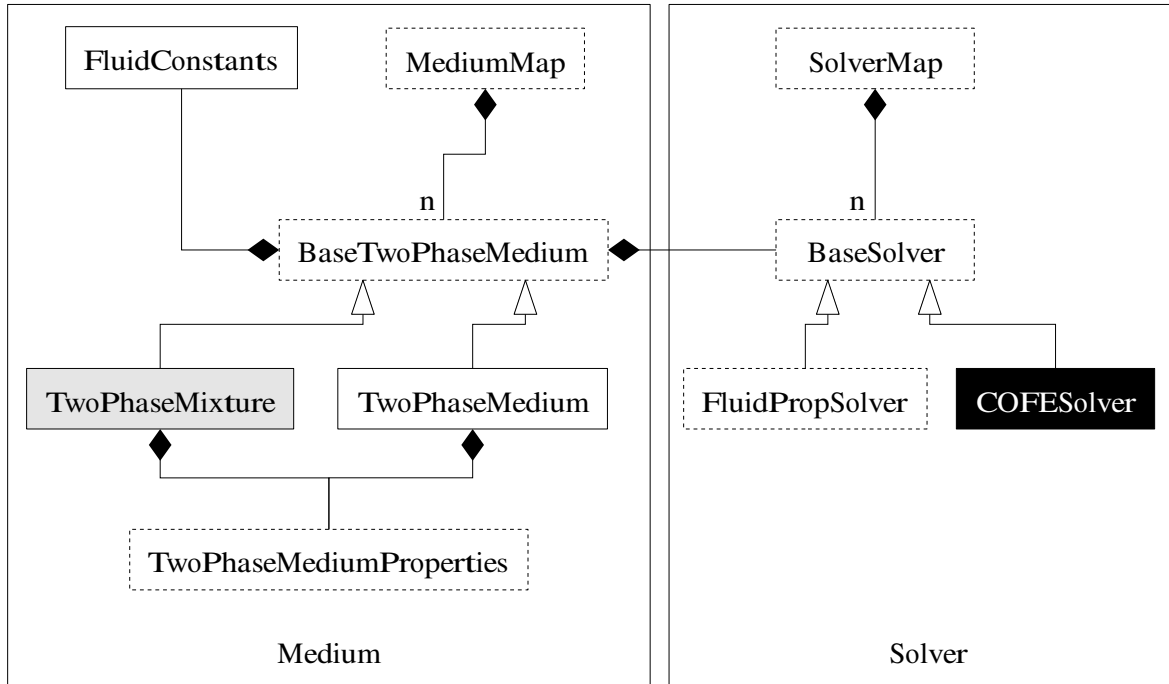 FluidConstants
MediumMap
SolverMap
n
n
BaseTwoPhaseMedium
BaseSolver
TwoPhaseMixture
TwoPhaseMedium
FluidPropSolver
COFESolver
TwoPhaseMediumProperties
Medium
Solver